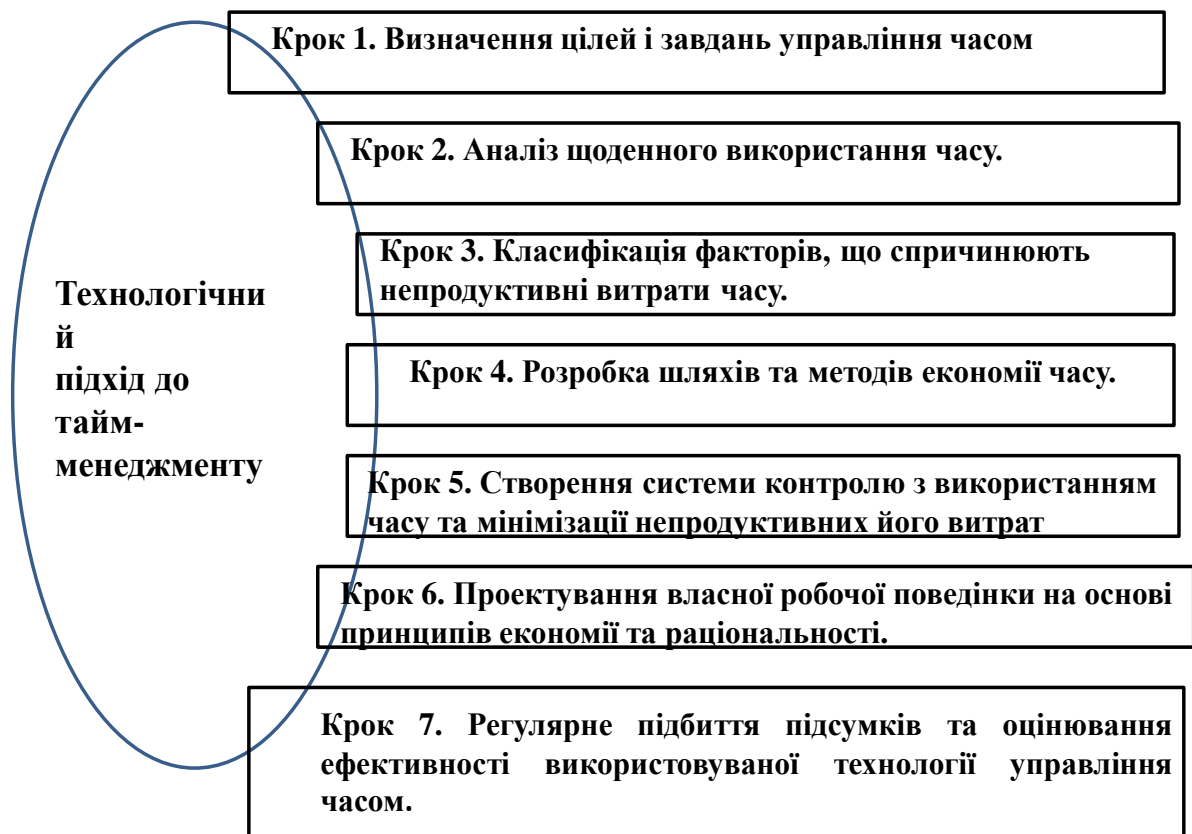 Крок 1. Визначення цілей і завдань управління часом
Крок 2. Аналіз щоденного використання часу.
Крок 3. Класифікація факторів, що спричинюють
непродуктивні витрати часу.
Технологічни
й
підхід до
тайм-
менеджменту
Крок 4. Розробка шляхів та методів економії часу.
Крок 5. Створення системи контролю з використанням
часу та мінімізації непродуктивних його витрат
Крок 6. Проектування власної робочої поведінки на основі
принципів економії та раціональності.
Крок 7. Регулярне підбиття підсумків та оцінювання
ефективності використовуваної технології управління
часом.